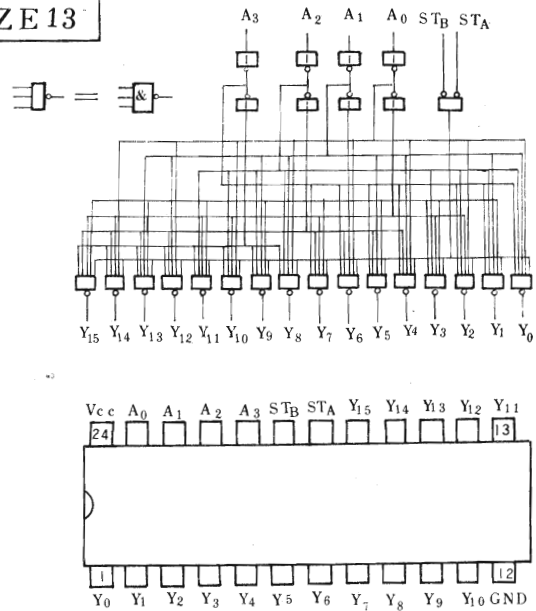 ZE13
A3 A2 A1 A0 STB STA
&
Y15 Y14 Y13 Y12 Y11 Y10 Y9 Y8 Y7 Y6 Y5 Y4 Y3 Y2 Y1 Y0
Vcc A0 A1 A2 A3 STB STA Y15 Y14 Y13 Y12 Y11
24 13
1 12
Y0 Y1 Y2 Y3 Y4 Y5 Y6 Y7 Y8 Y9 Y10 GND